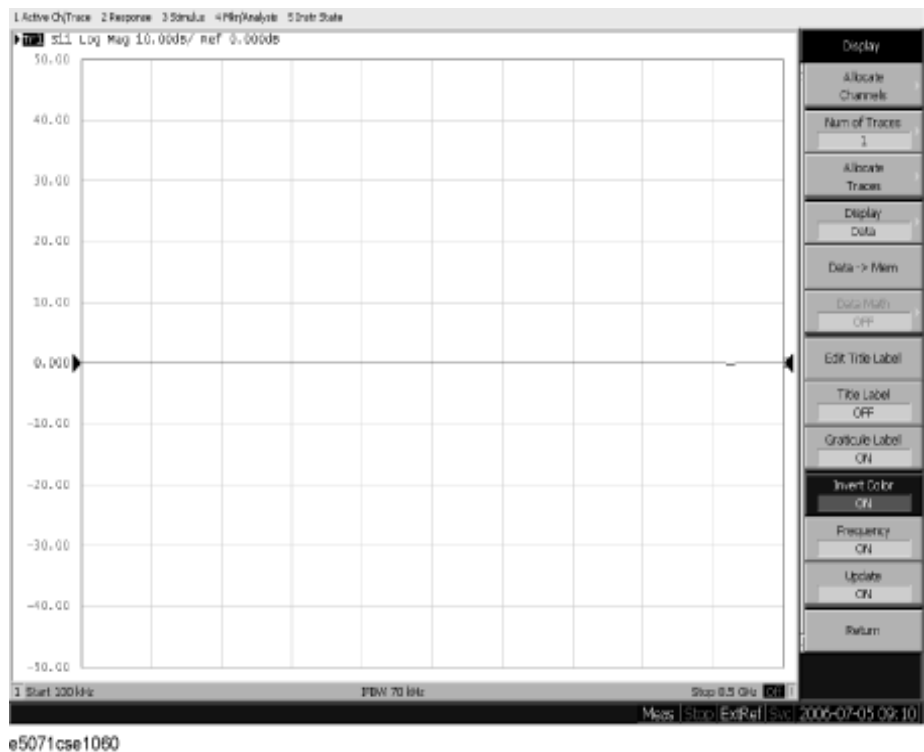 1 Active Ch/Trace 2 Response 3 Stimulus 4 Mkr/Analysis 5 Instr State
Tr1 S11 Log Mag 10.00dB/ Ref 0.000dB
50.00
40.00
30.00
20.00
10.00
0.000
-10.00
-20.00
-30.00
-40.00
-50.00
1 Start 100 kHz IFBW 70 kHz Stop 8.5 GHz Off
Meas Stop ExtRef Svc 2006-07-05 09:10
Display
Allocate
Channels
Num of Traces
1
Allocate
Traces
Display
Data
Data -> Mem
Data Math
OFF
Edit Title Label
Title Label
OFF
Graticule Label
ON
Invert Color
ON
Frequency
ON
Update
ON
Return
e5071cse1060